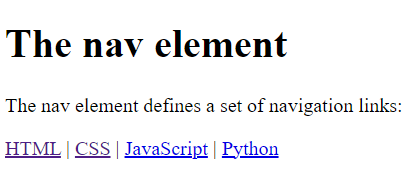 The nav element
The nav element defines a set of navigation links:
HTML | CSS | JavaScript | Python